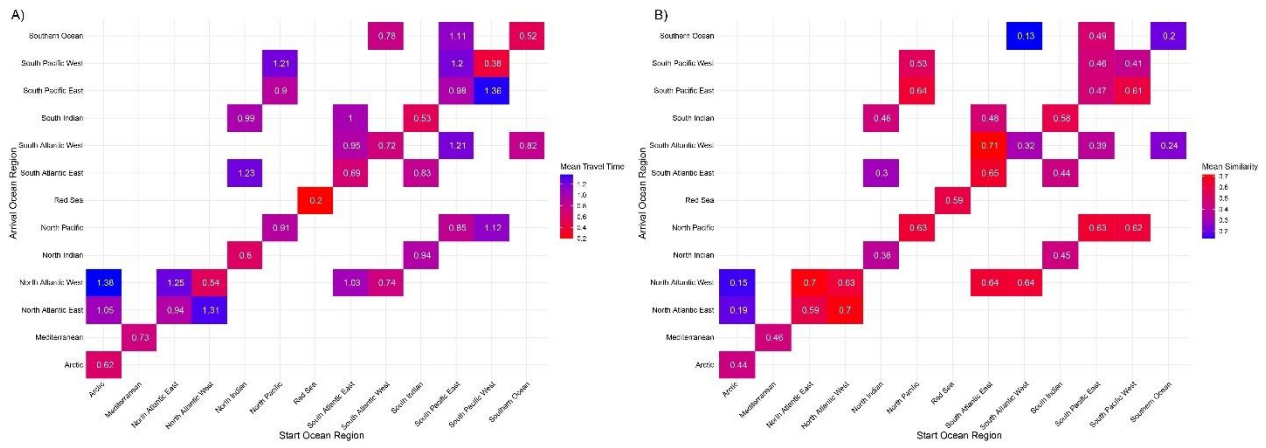 A)
Southern Ocean 0.78 1.11 0.52
South Pacific West 1.21 1.2 0.38
South Pacific East 0.9 0.98 1.36
South Indian 0.99 1 0.53
South Atlantic West 0.95 0.72 1.21 0.82
South Atlantic East 1.23 0.69 0.83
Red Sea 0.2
North Pacific 0.91 0.85 1.12
North Indian 0.6 0.94
North Atlantic West 1.38 1.25 0.54 1.03 0.74
North Atlantic East 1.05 0.94 1.31
Mediterranean 0.73
Arctic 0.62
Arrival Ocean Region
Arctic
Mediterranean
North Atlantic East
North Atlantic West
North Indian
North Pacific
Red Sea
South Atlantic East
South Atlantic West
South Indian
South Pacific East
South Pacific West
Southern Ocean
Start Ocean Region
Mean Travel Time
1.2
1.0
0.8
0.6
0.4
0.2
B)
Southern Ocean 0.13 0.49 0.2
South Pacific West 0.53 0.46 0.41
South Pacific East 0.64 0.47 0.61
South Indian 0.46 0.48 0.58
South Atlantic West 0.71 0.32 0.39 0.24
South Atlantic East 0.3 0.65 0.44
Red Sea 0.59
North Pacific 0.63 0.63 0.62
North Indian 0.38 0.45
North Atlantic West 0.15 0.7 0.63 0.64 0.64
North Atlantic East 0.19 0.59 0.7
Mediterranean 0.46
Arctic 0.44
Arrival Ocean Region
Arctic
Mediterranean
North Atlantic East
North Atlantic West
North Indian
North Pacific
Red Sea
South Atlantic East
South Atlantic West
South Indian
South Pacific East
South Pacific West
Southern Ocean
Start Ocean Region
Mean Similarity
0.7
0.6
0.5
0.4
0.3
0.2